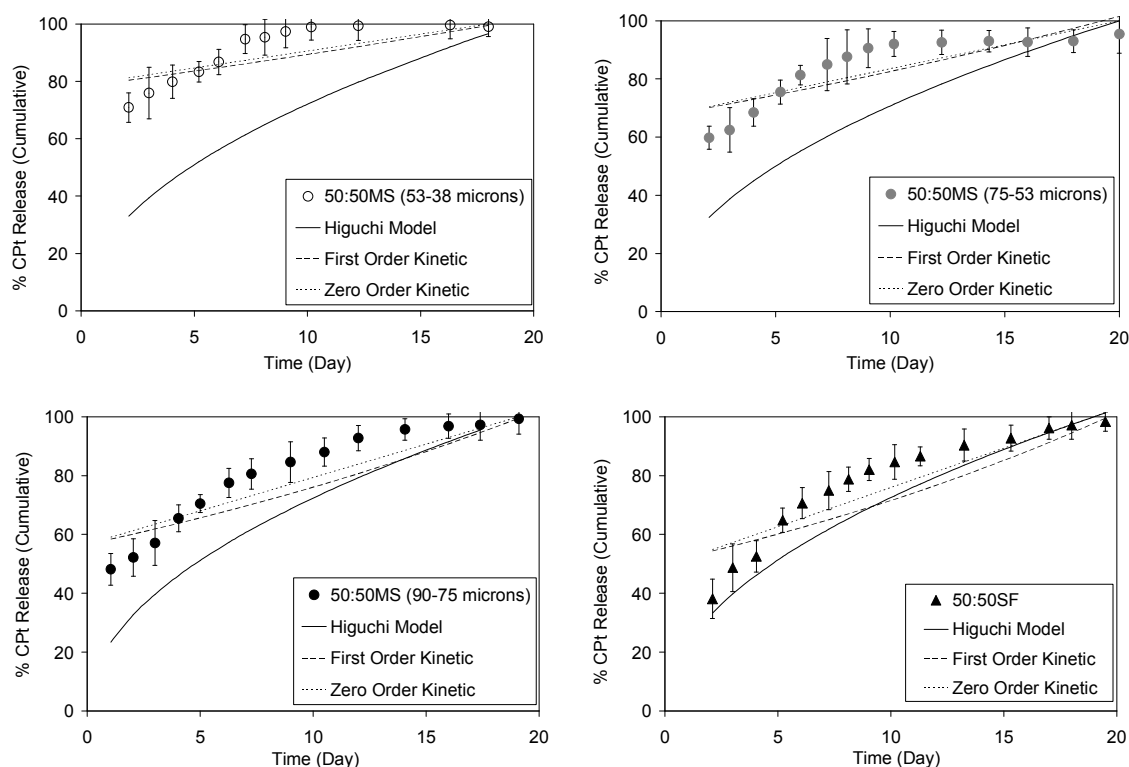 100
80
60
40
20
0
% CPt Release (Cumulative)
50:50MS (53-38 microns)
Higuchi Model
First Order Kinetic
Zero Order Kinetic
0 5 10 15 20
Time (Day)
100
80
60
40
20
0
% CPt Release (Cumulative)
50:50MS (75-53 microns)
Higuchi Model
First Order Kinetic
Zero Order Kinetic
0 5 10 15 20
Time (Day)
100
80
60
40
20
0
% CPt Release (Cumulative)
50:50MS (90-75 microns)
Higuchi Model
First Order Kinetic
Zero Order Kinetic
0 5 10 15 20
Time (Day)
100
80
60
40
20
0
% CPt Release (Cumulative)
50:50SF
Higuchi Model
First Order Kinetic
Zero Order Kinetic
0 5 10 15 20
Time (Day)